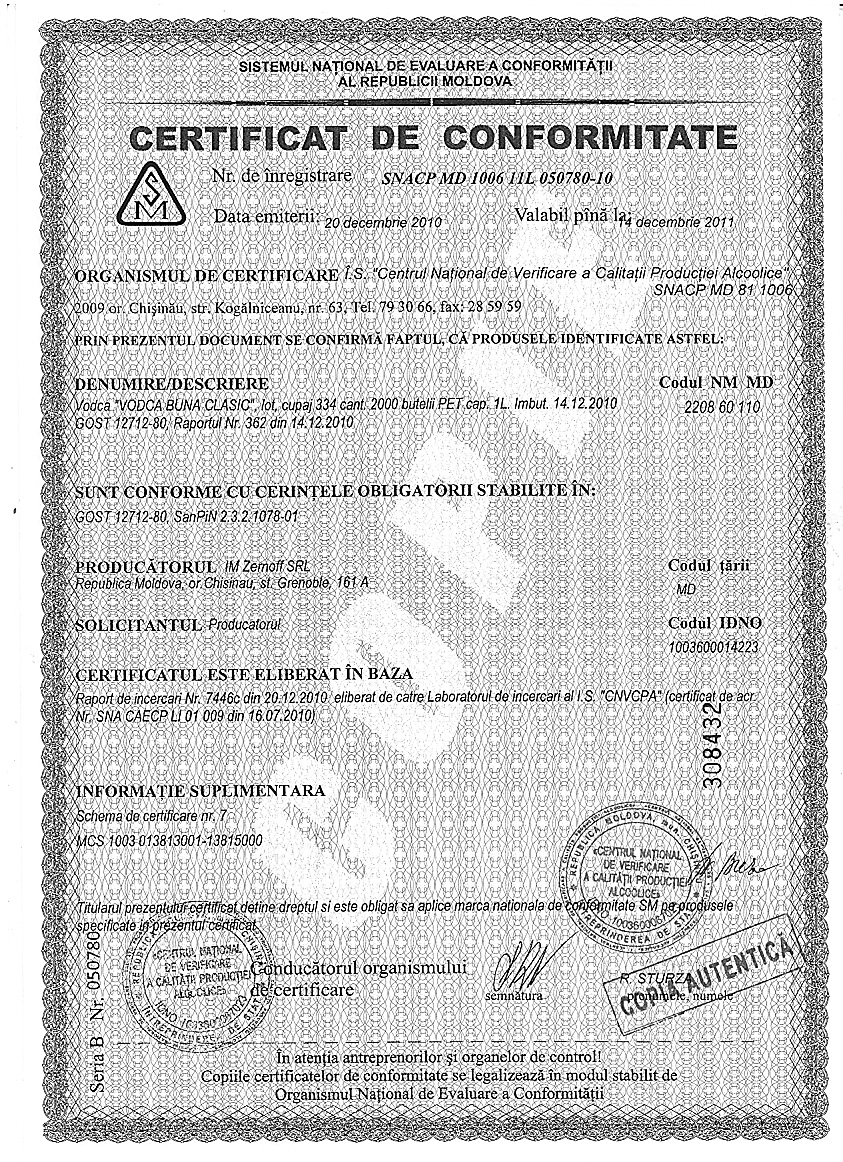 SISTEMUL NAȚIONAL DE EVALUARE A CONFORMITĂȚII
AL REPUBLICII MOLDOVA
CERTIFICAT DE CONFORMITATE
SM
Nr. de înregistrare SNACP MD 1006 11L 050780-10
Data emiterii: 20 decembrie 2010 Valabil pînă la: 14 decembrie 2011
ORGANISMUL DE CERTIFICARE Î.S. "Centrul Național de Verificare a Calitații Producției Alcoolice"
SNACP MD 81 1006
2009 or. Chișinău, str. Kogălniceanu, nr. 63, Tel. 79 30 66, fax: 28 59 59
PRIN PREZENTUL DOCUMENT SE CONFIRMĂ FAPTUL, CĂ PRODUSELE IDENTIFICATE ASTFEL:
DENUMIRE/DESCRIERE Codul NM MD
Vodca "VODCA BUNA CLASIC", lot, cupaj 334 cant. 2000 butelii PET cap. 1L. Imbut. 14.12.2010 2208 60 110
GOST 12712-80, Raportul Nr. 362 din 14.12.2010
SUNT CONFORME CU CERINȚELE OBLIGATORII STABILITE ÎN:
GOST 12712-80, SanPiN 2.3.2.1078-01
PRODUCĂTORUL IM Zernoff SRL Codul țării
Republica Moldova, or. Chisinau, st. Grenoble, 161 A
MD
SOLICITANTUL Producatorul Codul IDNO
1003600014223
CERTIFICATUL ESTE ELIBERAT ÎN BAZA
Raport de incercari Nr. 7446c din 20.12.2010 eliberat de catre Laboratorul de incercari al I.S. "CNVCPA" (certificat de acr.
Nr. SNA CAECP LI 01 009 din 16.07.2010)
308432
INFORMAȚIE SUPLIMENTARA
Schema de certificare nr. 7
MCS 1003 013813001-13815000
COPIE
REPUBLICA MOLDOVA, mun. CHIȘINĂU
«CENTRUL NAȚIONAL
DE VERIFICARE
A CALITĂȚII PRODUCȚIEI
ALCOOLICE»
ÎNTREPRINDEREA DE STAT
Titularul prezentului certificat detine dreptul si este obligat sa aplice marca nationala de conformitate SM pe produsele
specificate in prezentul certificat.
«CENTRUL NAȚIONAL
DE VERIFICARE
A CALITĂȚII PRODUCȚIEI
ALCOOLICE»
ÎNTREPRINDEREA DE STAT
Conducătorul organismului
de certificare
semnătura
R STURZA
prenumele, numele
COPIA AUTENTICĂ
Seria B Nr. 050780
În atenția antreprenorilor și organelor de control!
Copiile certificatelor de conformitate se legalizează în modul stabilit de
Organismul Național de Evaluare a Conformității